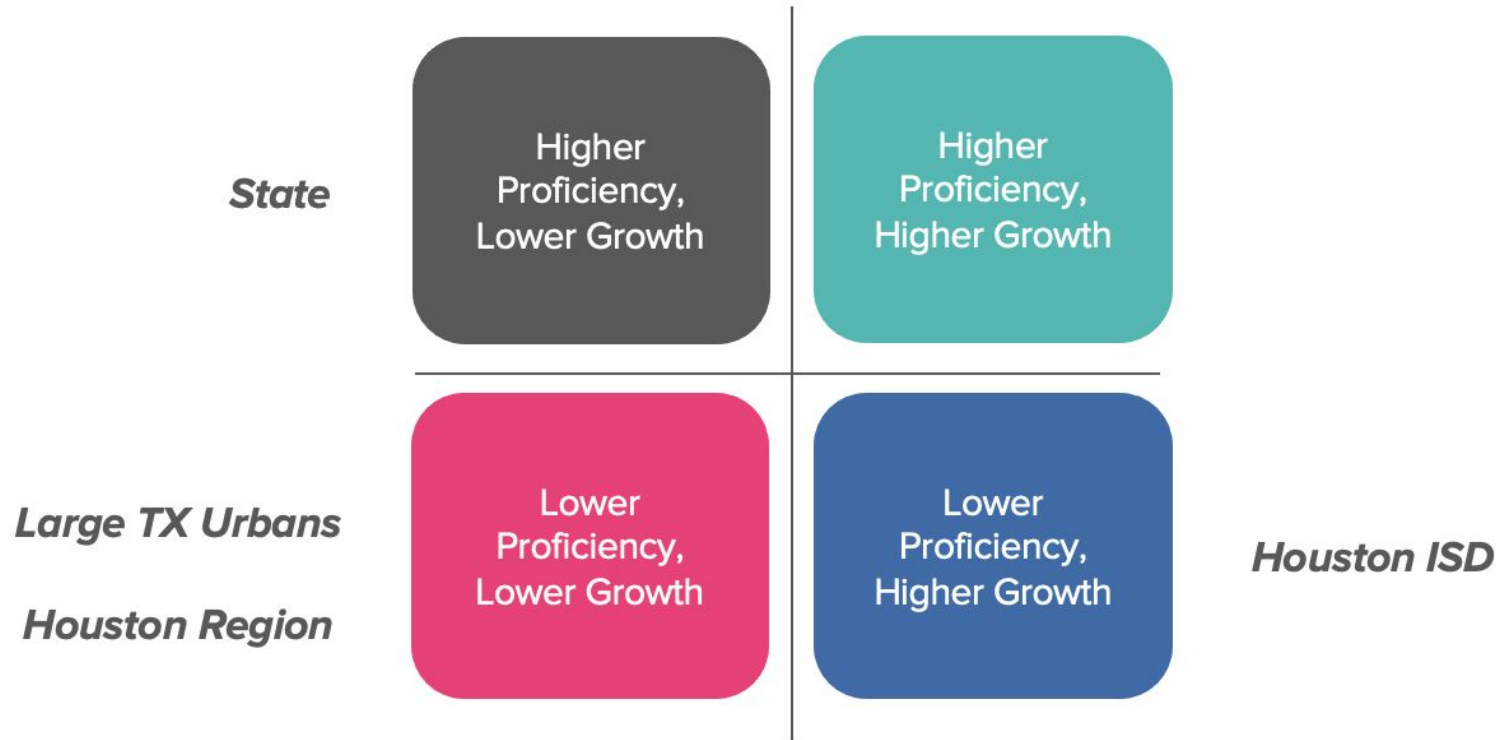 State
Higher
Proficiency,
Lower Growth
Higher
Proficiency,
Higher Growth
Large TX Urbans
Houston Region
Lower
Proficiency,
Lower Growth
Lower
Proficiency,
Higher Growth
Houston ISD